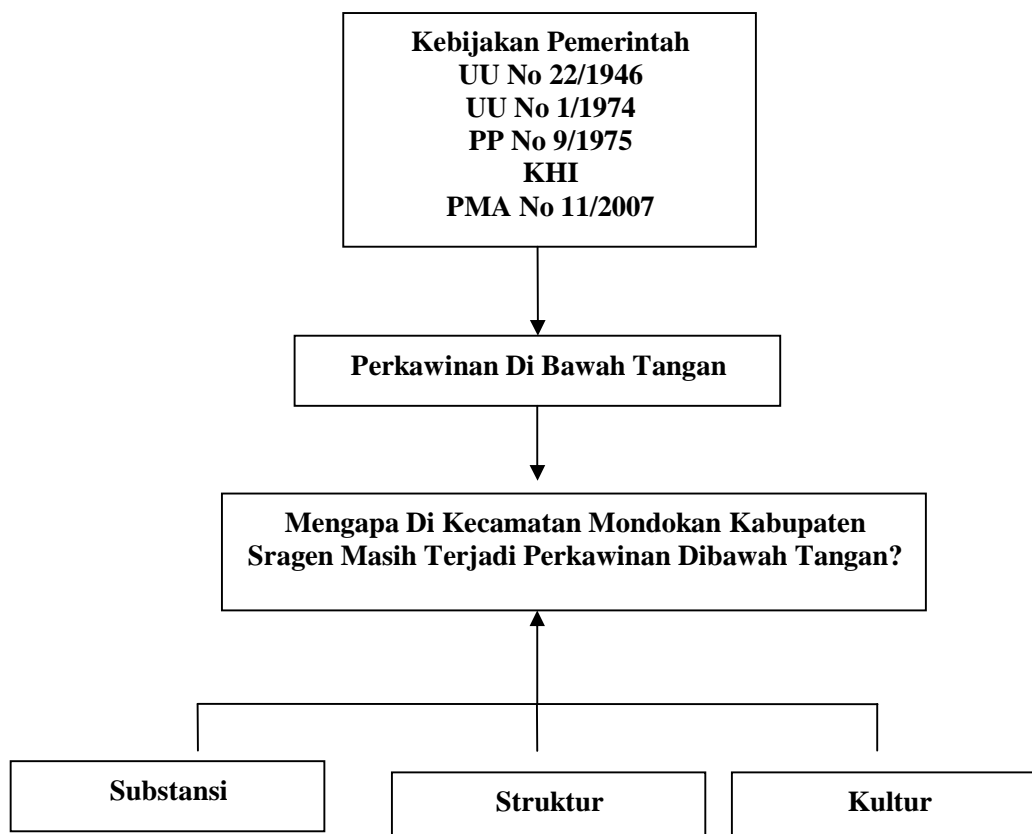 Kebijakan Pemerintah
UU No 22/1946
UU No 1/1974
PP No 9/1975
KHI
PMA No 11/2007
Perkawinan Di Bawah Tangan
Mengapa Di Kecamatan Mondokan Kabupaten
Sragen Masih Terjadi Perkawinan Dibawah Tangan?
Substansi
Struktur
Kultur